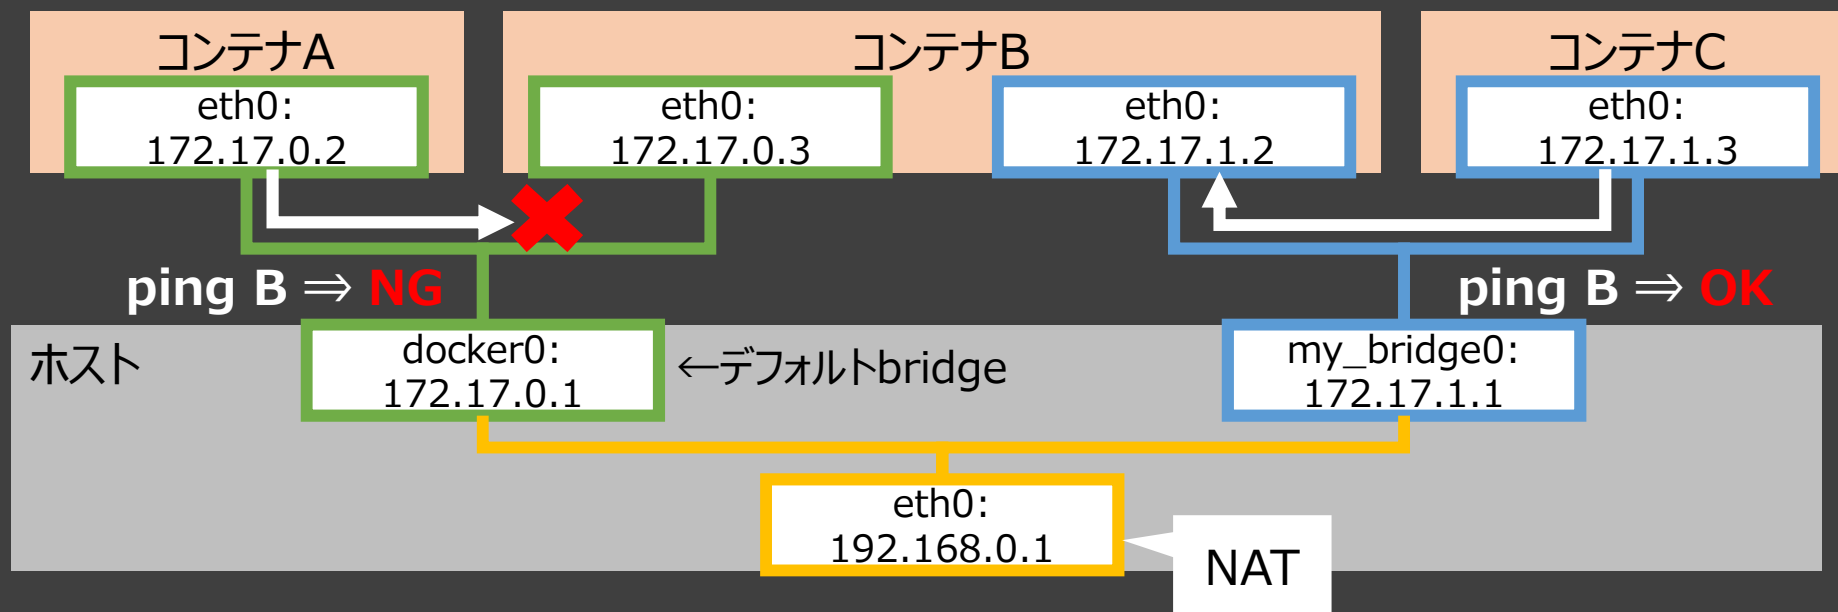 コンテナA
コンテナB
コンテナC
eth0:
172.17.0.2
eth0:
172.17.0.3
eth0:
172.17.1.2
eth0:
172.17.1.3
ping B ⇒ NG
ping B ⇒ OK
ホスト
docker0:
172.17.0.1
←デフォルトbridge
my_bridge0:
172.17.1.1
eth0:
192.168.0.1
NAT